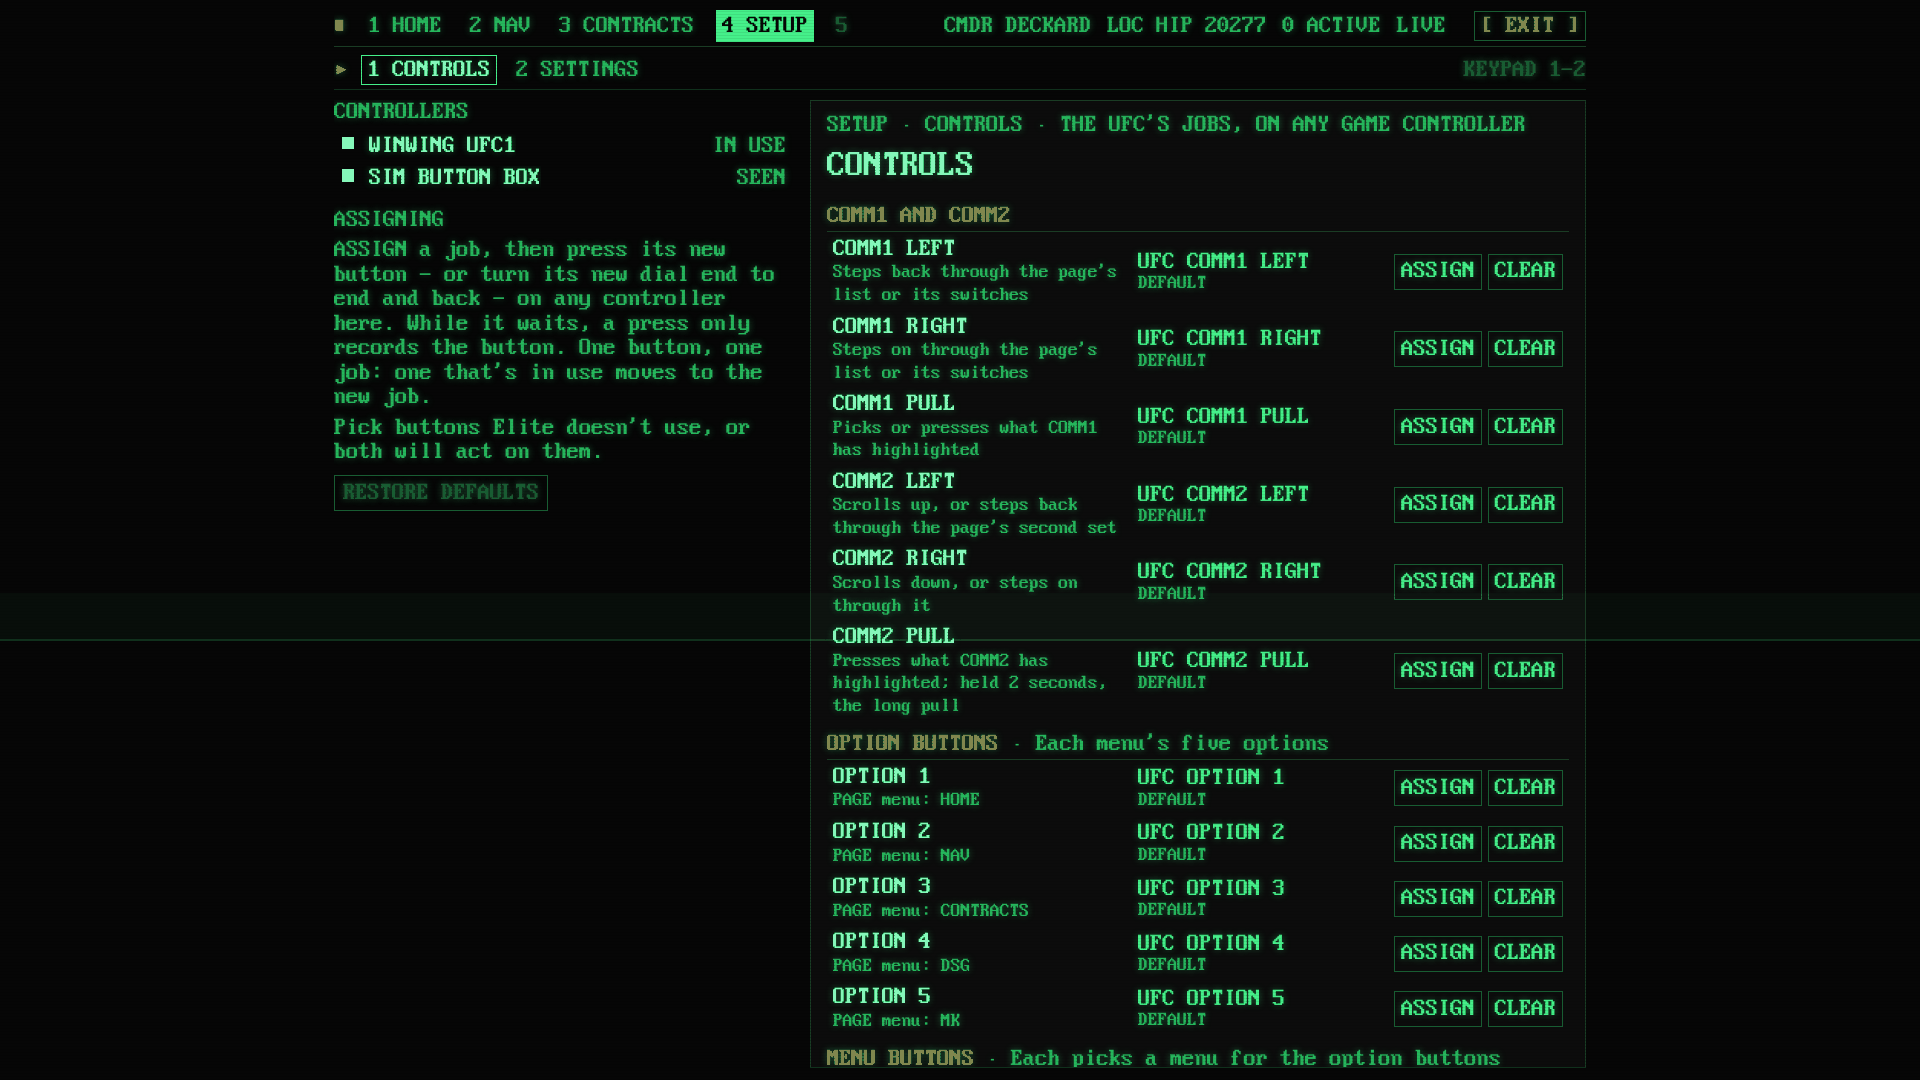 1 HOME 2 NAV 3 CONTRACTS 4 SETUP 5 CMDR DECKARD LOC HIP 20277 0 ACTIVE LIVE [ EXIT ]
1 CONTROLS 2 SETTINGS KEYPAD 1-2
CONTROLLERS
WINWING UFC1 IN USE
SIM BUTTON BOX SEEN
ASSIGNING
ASSIGN a job, then press its new
button - or turn its new dial end to
end and back - on any controller
here. While it waits, a press only
records the button. One button, one
job: one that's in use moves to the
new job.
Pick buttons Elite doesn't use, or
both will act on them.
RESTORE DEFAULTS
SETUP · CONTROLS · THE UFC'S JOBS, ON ANY GAME CONTROLLER
CONTROLS
COMM1 AND COMM2
COMM1 LEFT
Steps back through the page's
list or its switches
UFC COMM1 LEFT
DEFAULT
ASSIGN CLEAR
COMM1 RIGHT
Steps on through the page's
list or its switches
UFC COMM1 RIGHT
DEFAULT
ASSIGN CLEAR
COMM1 PULL
Picks or presses what COMM1
has highlighted
UFC COMM1 PULL
DEFAULT
ASSIGN CLEAR
COMM2 LEFT
Scrolls up, or steps back
through the page's second set
UFC COMM2 LEFT
DEFAULT
ASSIGN CLEAR
COMM2 RIGHT
Scrolls down, or steps on
through it
UFC COMM2 RIGHT
DEFAULT
ASSIGN CLEAR
COMM2 PULL
Presses what COMM2 has
highlighted; held 2 seconds,
the long pull
UFC COMM2 PULL
DEFAULT
ASSIGN CLEAR
OPTION BUTTONS · Each menu's five options
OPTION 1
PAGE menu: HOME
UFC OPTION 1
DEFAULT
ASSIGN CLEAR
OPTION 2
PAGE menu: NAV
UFC OPTION 2
DEFAULT
ASSIGN CLEAR
OPTION 3
PAGE menu: CONTRACTS
UFC OPTION 3
DEFAULT
ASSIGN CLEAR
OPTION 4
PAGE menu: DSG
UFC OPTION 4
DEFAULT
ASSIGN CLEAR
OPTION 5
PAGE menu: MK
UFC OPTION 5
DEFAULT
ASSIGN CLEAR
MENU BUTTONS · Each picks a menu for the option buttons